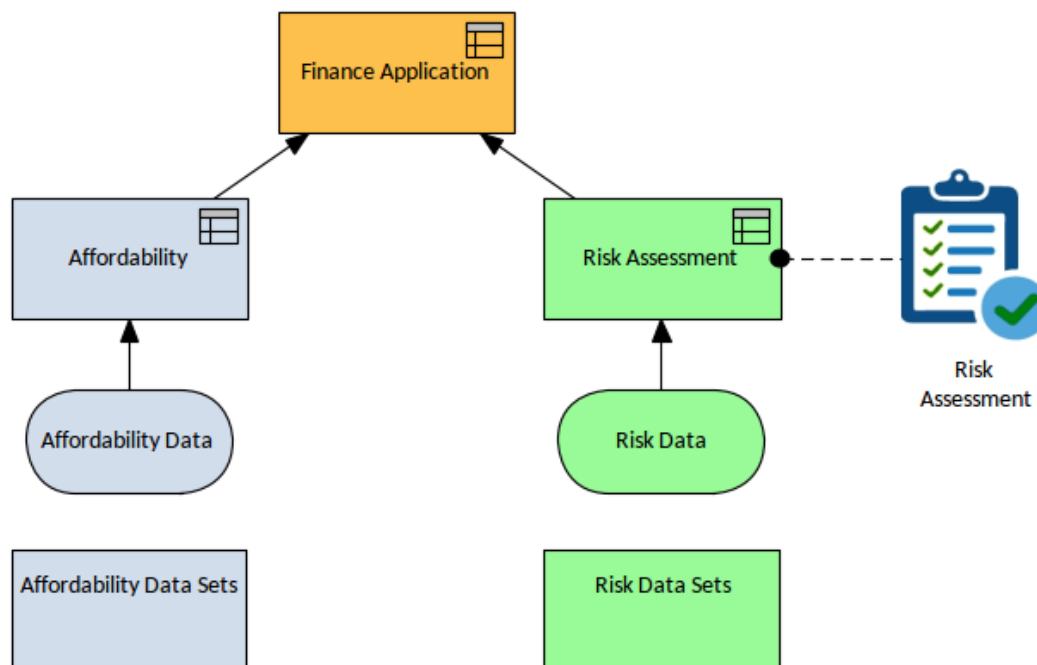 Finance Application
Affordability
Risk Assessment
Risk
Assessment
Affordability Data
Risk Data
Affordability Data Sets
Risk Data Sets